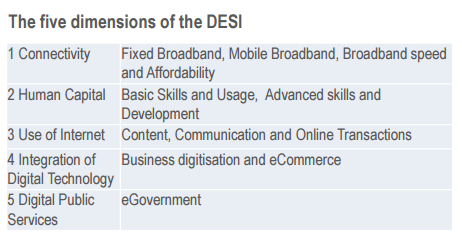 The five dimensions of the DESI
1 Connectivity Fixed Broadband, Mobile Broadband, Broadband speed
and Affordability
2 Human Capital Basic Skills and Usage, Advanced skills and
Development
3 Use of Internet Content, Communication and Online Transactions
4 Integration of Business digitisation and eCommerce
Digital Technology
5 Digital Public eGovernment
Services